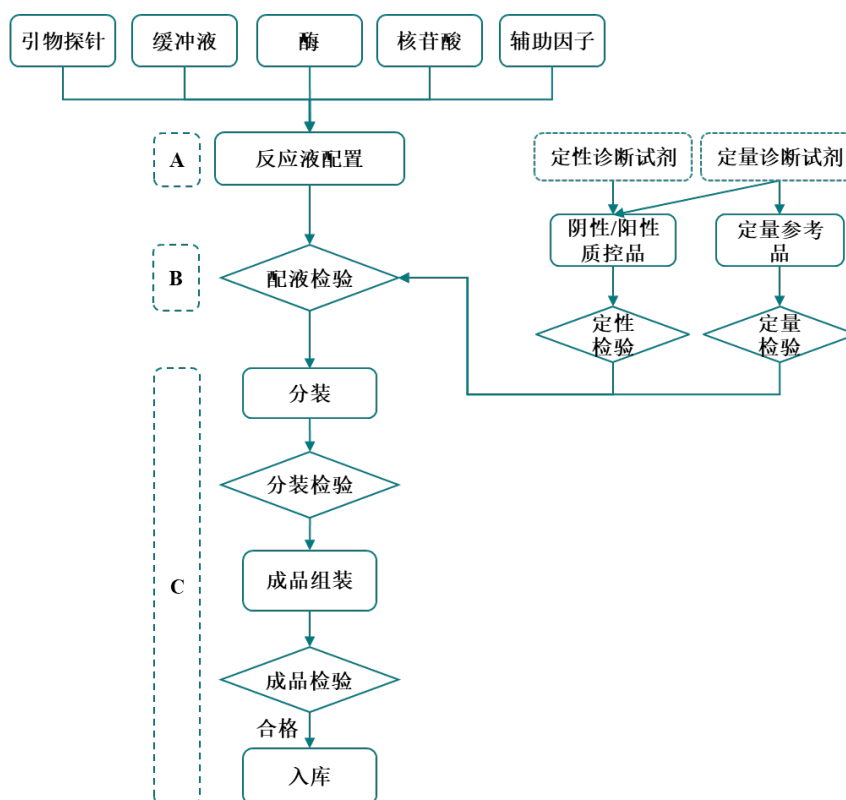 引物探针
缓冲液
酶
核苷酸
辅助因子
A
反应液配置
定性诊断试剂
定量诊断试剂
阴性/阳性
质控品
定量参考
品
B
配液检验
定性
检验
定量
检验
分装
分装检验
C
成品组装
成品检验
合格
入库